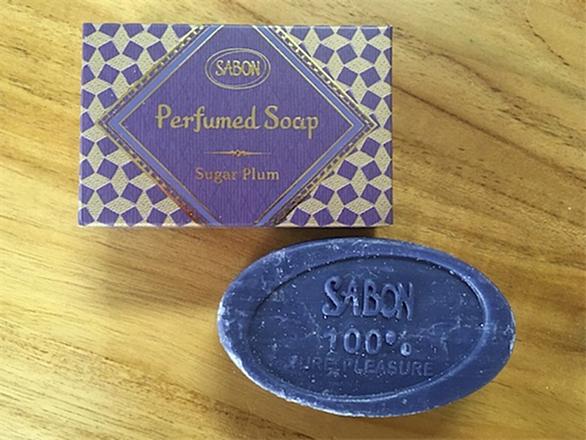 SABON
Perfumed Soap
Sugar Plum
SABON
100%
PURE PLEASURE